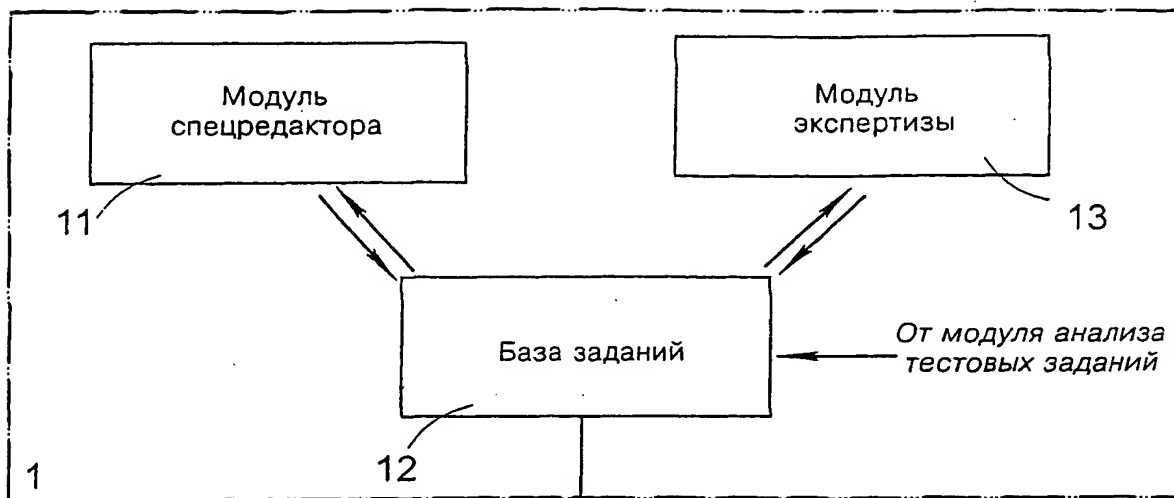 Модуль
спецредактора
Модуль
экспертизы
11
13
База заданий
От модуля анализа
тестовых заданий
12
1